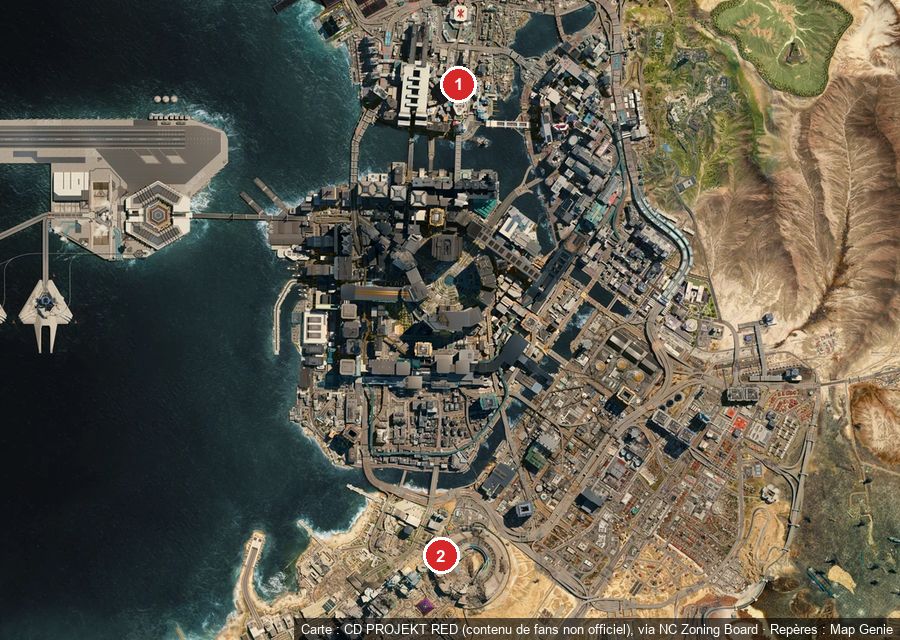 1
2
Carte : CD PROJEKT RED (contenu de fans non officiel), via NC Zoning Board . Repères : Map Genie